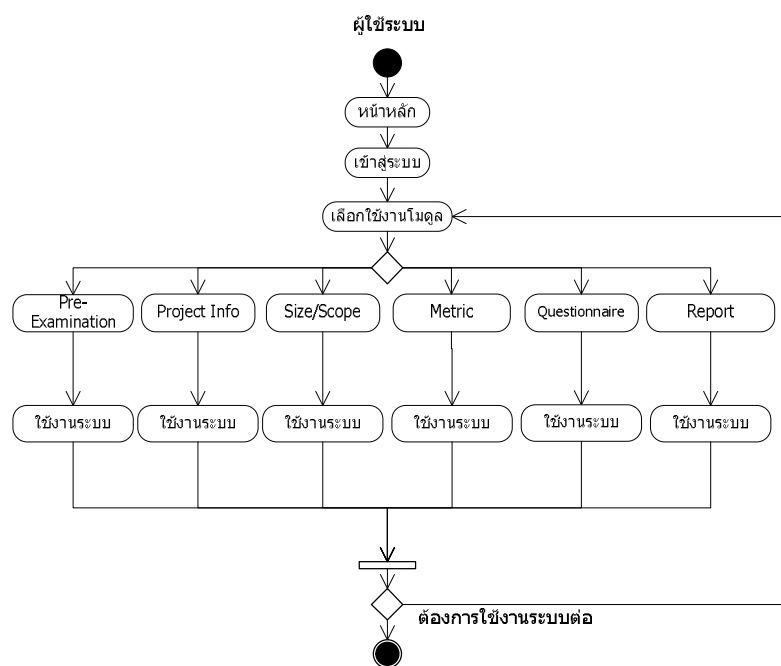 ผู้ใช้ระบบ
หน้าหลัก
เข้าสู่ระบบ
เลือกใช้งานโมดูล
Pre-
Examination
Project Info
Size/Scope
Metric
Questionnaire
Report
ใช้งานระบบ
ใช้งานระบบ
ใช้งานระบบ
ใช้งานระบบ
ใช้งานระบบ
ใช้งานระบบ
ต้องการใช้งานระบบต่อ